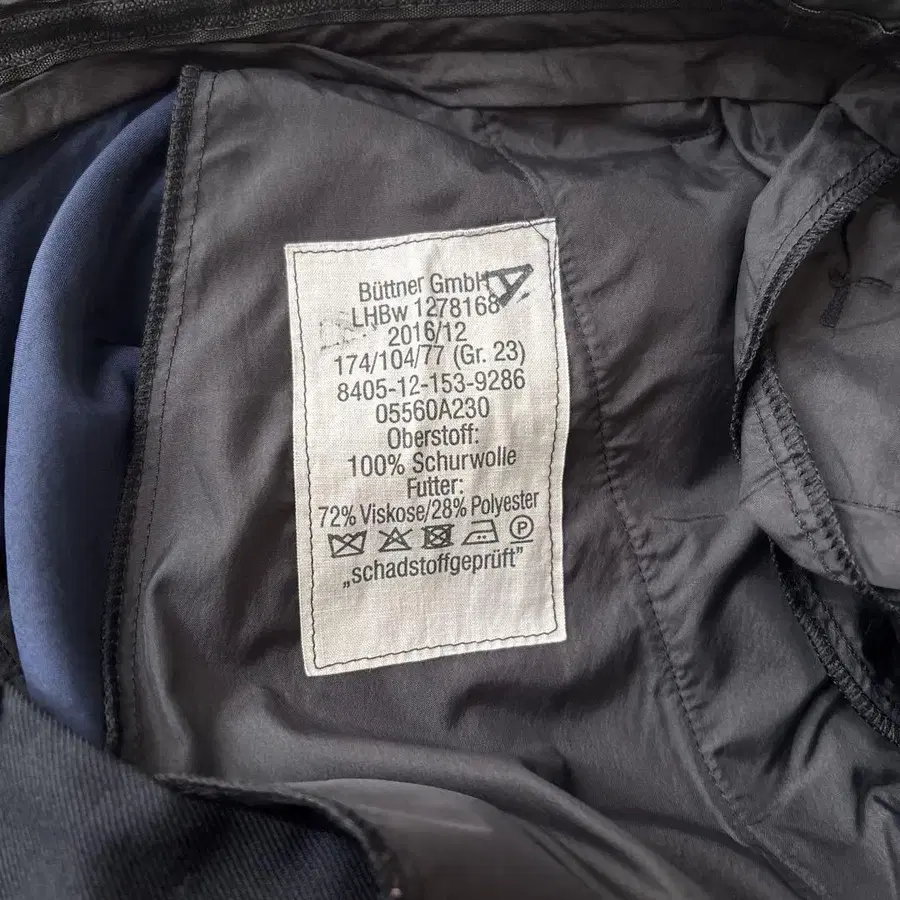 Büttner GmbH
LHBw 1278168
2016/12
174/104/77 (Gr. 23)
8405-12-153-9286
05560A230
Oberstoff:
100% Schurwolle
Futter:
72% Viskose/28% Polyester
P
„schadstoffgeprüft"